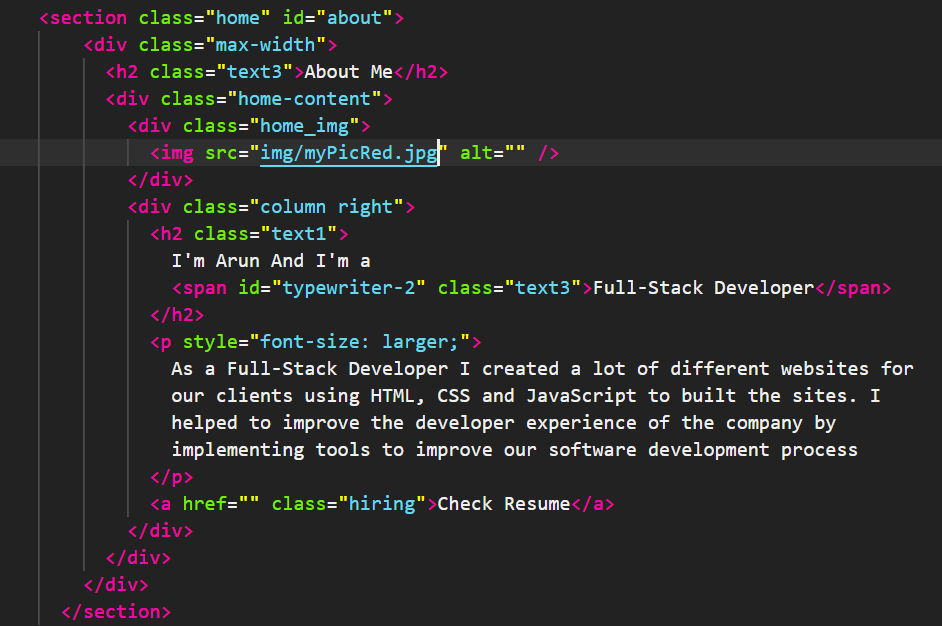 <section class="home" id="about">
<div class="max-width">
<h2 class="text3">About Me</h2>
<div class="home-content">
<div class="home_img">
<img src="img/myPicRed.jpg" alt="" />
</div>
<div class="column right">
<h2 class="text1">
I'm Arun And I'm a
<span id="typewriter-2" class="text3">Full-Stack Developer</span>
</h2>
<p style="font-size: larger;">
As a Full-Stack Developer I created a lot of different websites for
our clients using HTML, CSS and JavaScript to built the sites. I
helped to improve the developer experience of the company by
implementing tools to improve our software development process
</p>
<a href="" class="hiring">Check Resume</a>
</div>
</div>
</div>
</section>